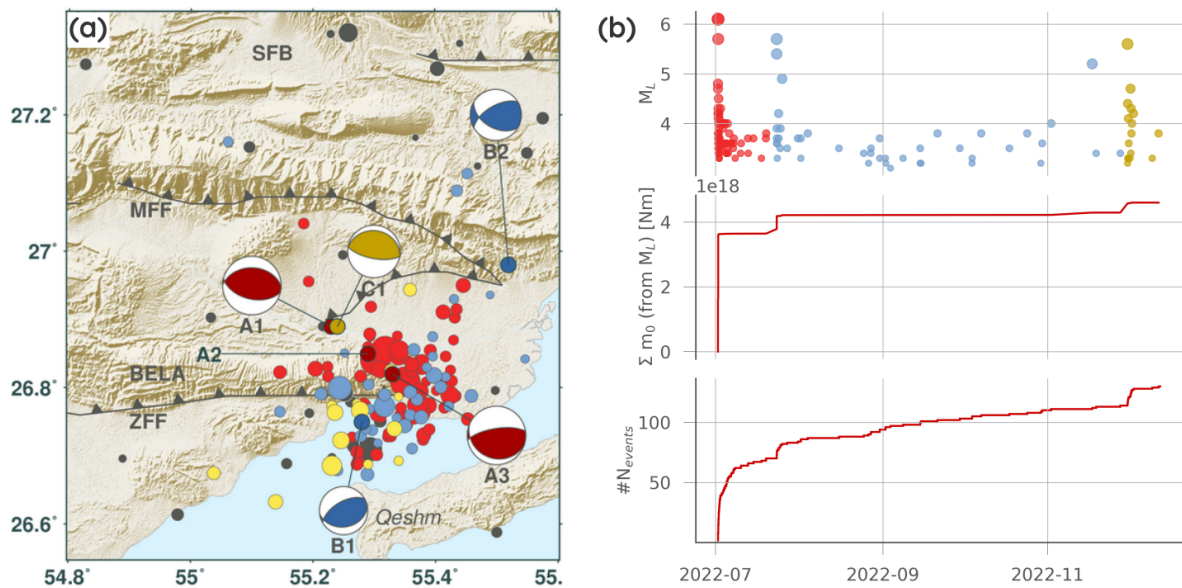 (a)
SFB
27.2°
27°
26.8°
26.6°
54.8°
55°
55.2°
55.4°
55.
B2
MFF
A1
C1
A2
BELA
ZFF
A3
B1
Qeshm
(b)
6
5
4
M_L
1e18
4
2
0
Σ m₀ (from M_L) [Nm]
100
50
#N_events
2022-07
2022-09
2022-11